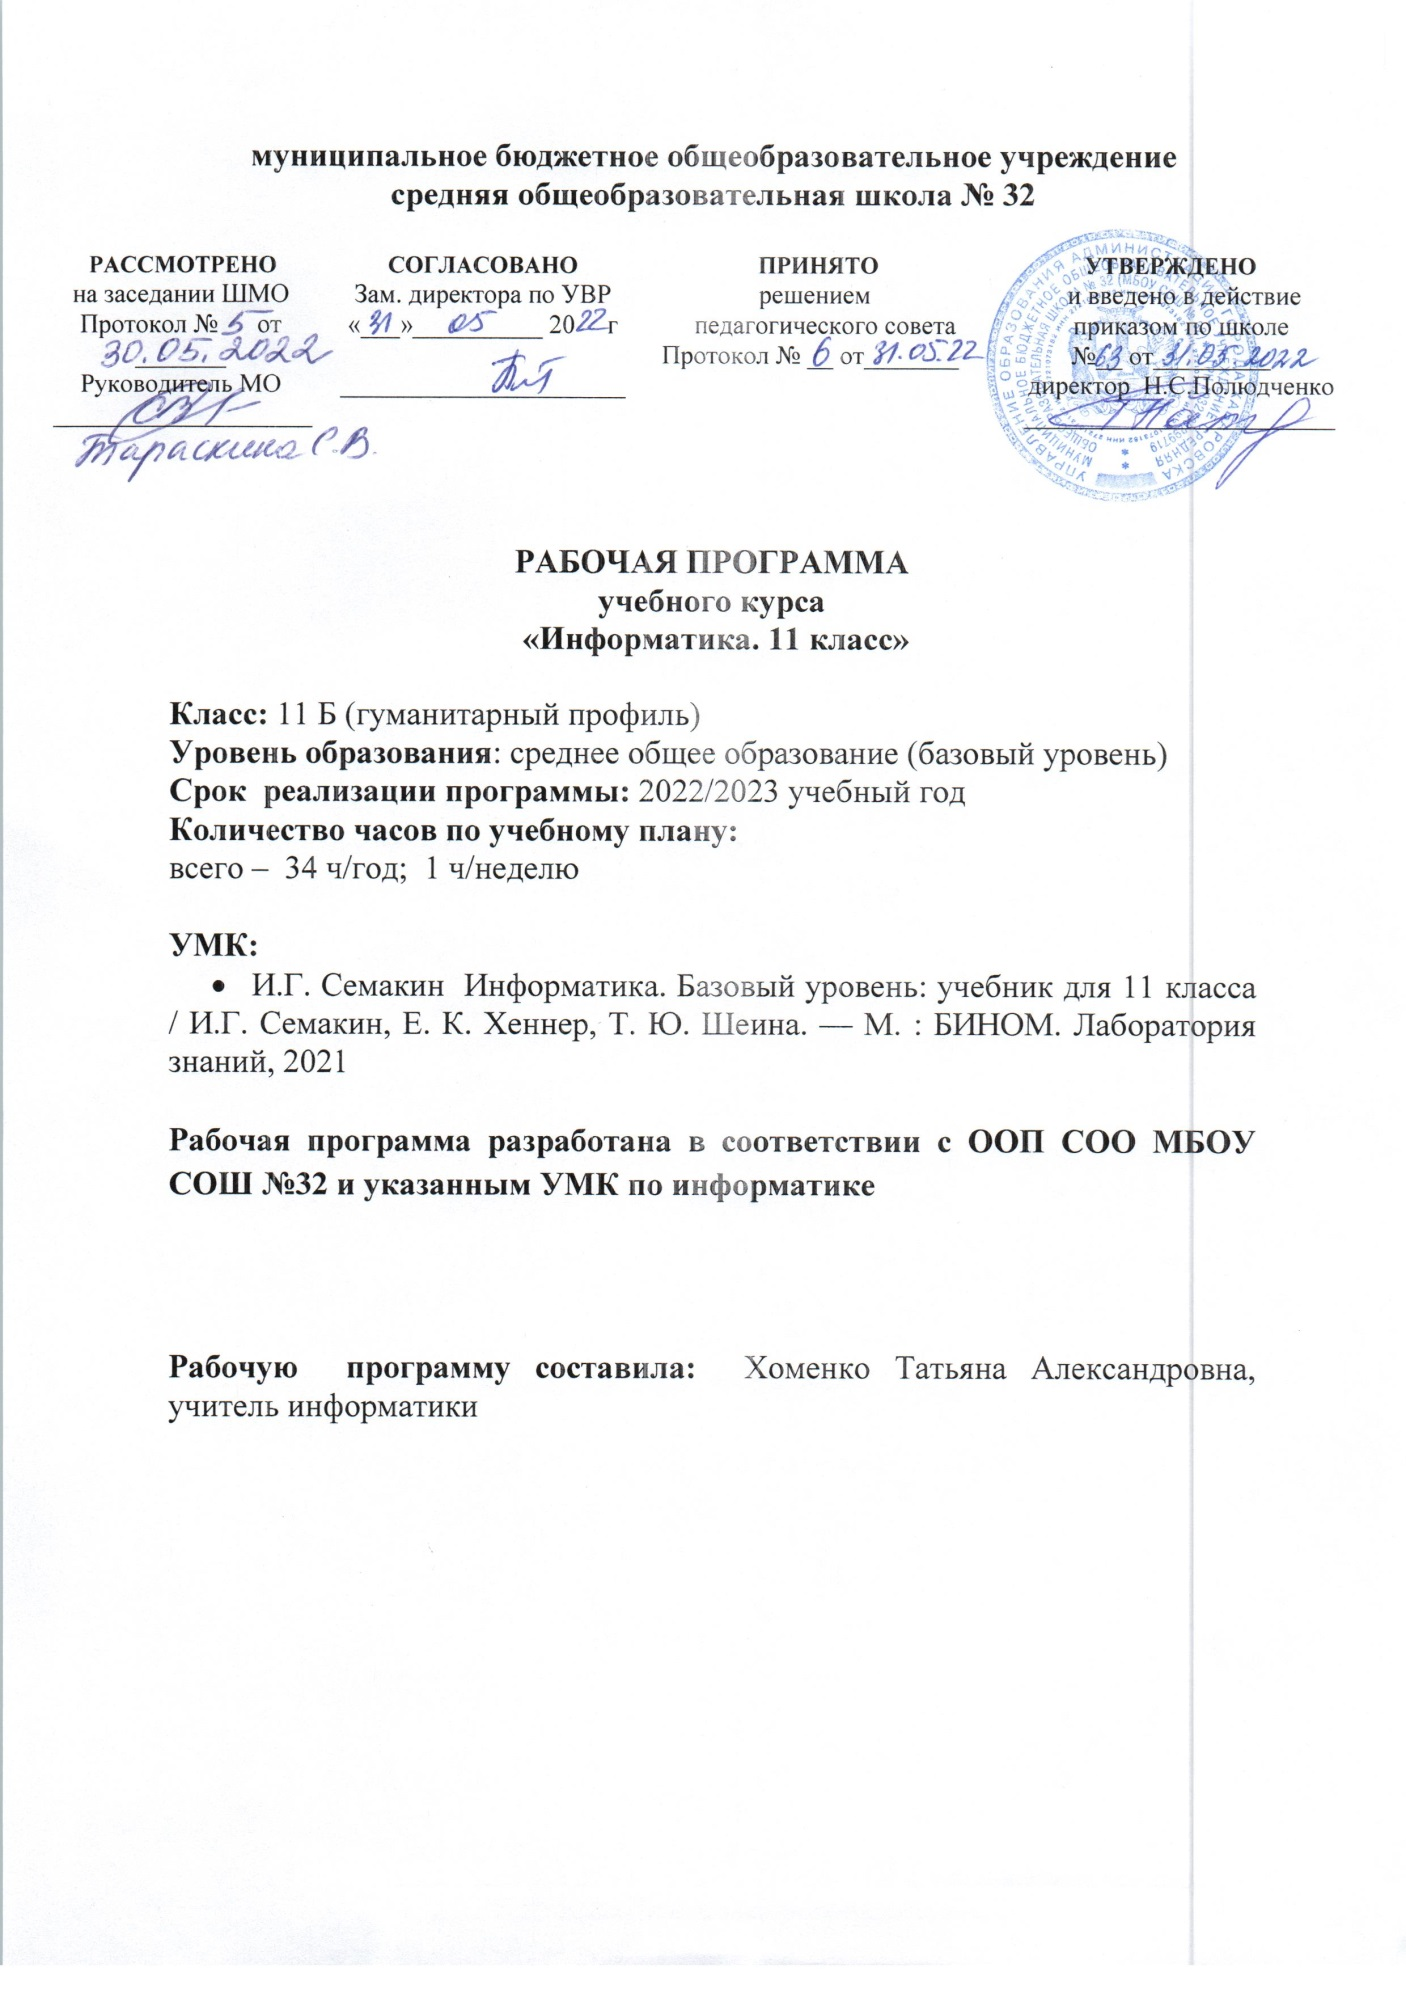 муниципальное бюджетное общеобразовательное учреждение
средняя общеобразовательная школа № 32
РАССМОТРЕНО
на заседании ШМО
Протокол № 5 от
30.05.2022
Руководитель МО
Тараскина С.В.
СОГЛАСОВАНО
Зам. директора по УВР
« 31 » 05 2022г
ПРИНЯТО
решением
педагогического совета
Протокол № 6 от 31.05.22
УТВЕРЖДЕНО
и введено в действие
приказом по школе
№63 от 31.05.2022
директор Н.С.Полюдченко
РАБОЧАЯ ПРОГРАММА
учебного курса
«Информатика. 11 класс»
Класс: 11 Б (гуманитарный профиль)
Уровень образования: среднее общее образование (базовый уровень)
Срок реализации программы: 2022/2023 учебный год
Количество часов по учебному плану:
всего – 34 ч/год; 1 ч/неделю
УМК:
• И.Г. Семакин Информатика. Базовый уровень: учебник для 11 класса
/ И.Г. Семакин, Е. К. Хеннер, Т. Ю. Шеина. — М. : БИНОМ. Лаборатория
знаний, 2021
Рабочая программа разработана в соответствии с ООП СОО МБОУ
СОШ №32 и указанным УМК по информатике
Рабочую программу составила: Хоменко Татьяна Александровна,
учитель информатики